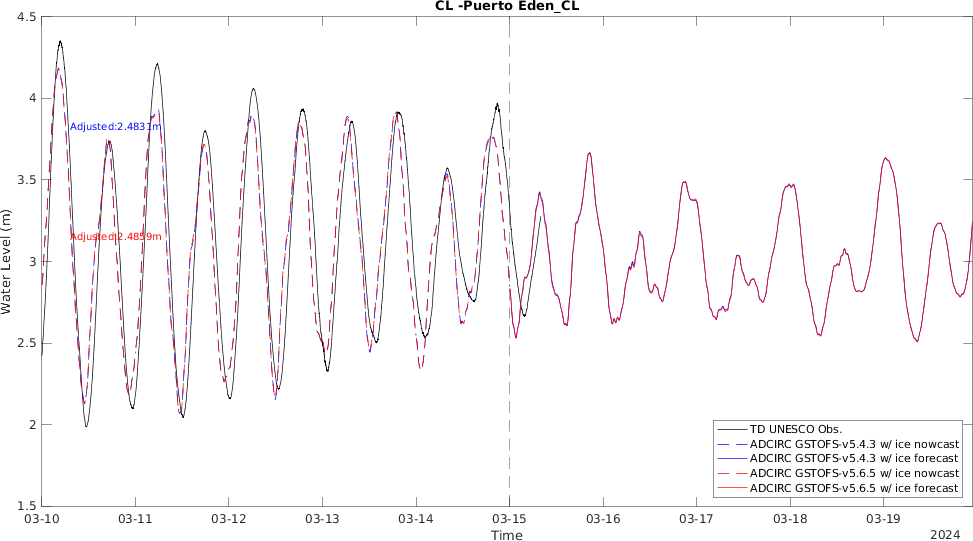 CL -Puerto Eden_CL
4.5
4
3.5
3
2.5
2
1.5
Water Level (m)
Adjusted:2.4831m
Adjusted:2.4859m
TD UNESCO Obs.
ADCIRC GSTOFS-v5.4.3 w/ ice nowcast
ADCIRC GSTOFS-v5.4.3 w/ ice forecast
ADCIRC GSTOFS-v5.6.5 w/ ice nowcast
ADCIRC GSTOFS-v5.6.5 w/ ice forecast
03-10 03-11 03-12 03-13 03-14 03-15 03-16 03-17 03-18 03-19
Time
2024